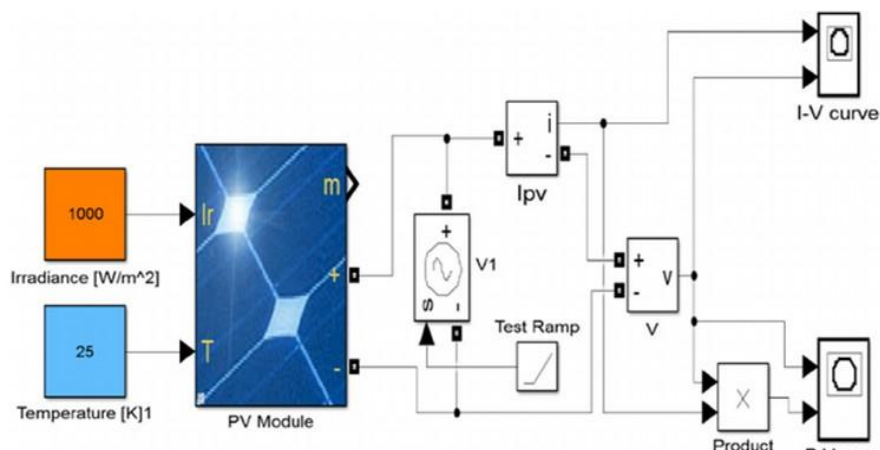 1000
Irradiance [W/m^2]
25
Temperature [K]1
Ir
T
m
+
-
PV Module
+
s
-
V1
Test Ramp
+
i
-
Ipv
+
-
v
V
X
Product
I-V curve